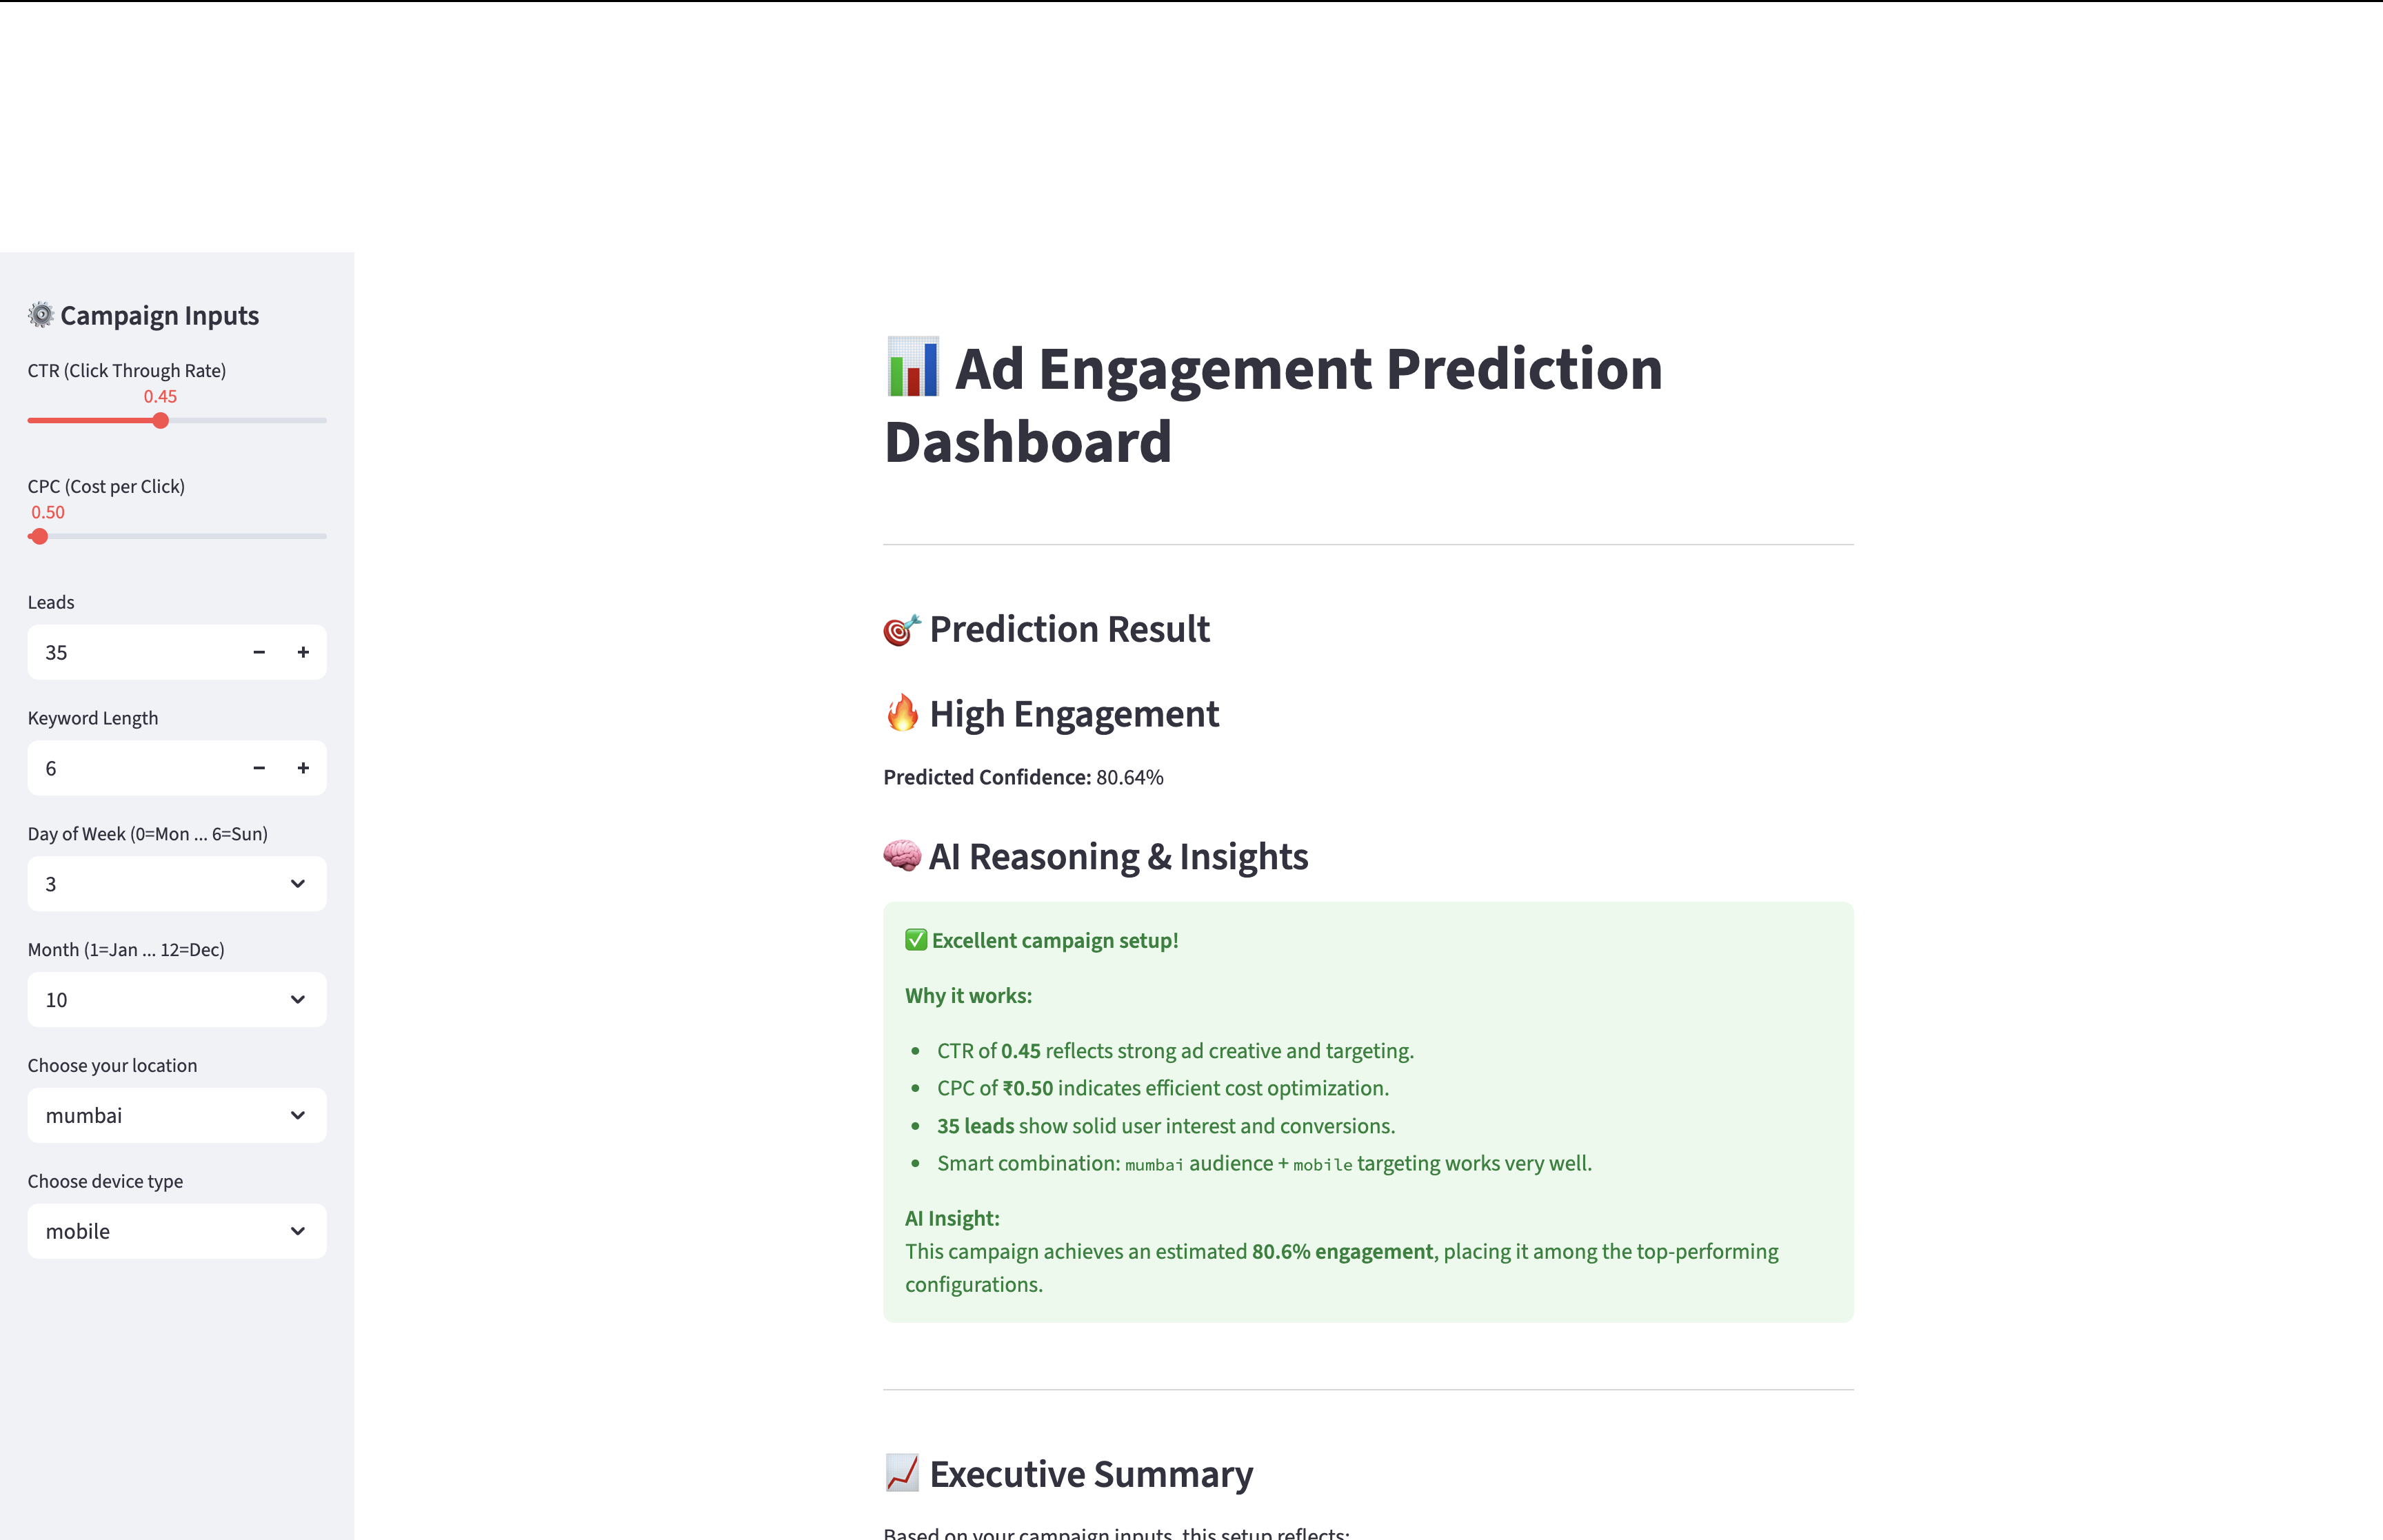 Campaign Inputs
CTR (Click Through Rate)
0.45
CPC (Cost per Click)
0.50
Leads
35
Keyword Length
6
Day of Week (0=Mon ... 6=Sun)
3
Month (1=Jan ... 12=Dec)
10
Choose your location
mumbai
Choose device type
mobile
Ad Engagement Prediction
Dashboard
Prediction Result
High Engagement
Predicted Confidence: 80.64%
AI Reasoning & Insights
Excellent campaign setup!
Why it works:
CTR of 0.45 reflects strong ad creative and targeting.
CPC of ₹0.50 indicates efficient cost optimization.
35 leads show solid user interest and conversions.
Smart combination: mumbai audience + mobile targeting works very well.
AI Insight:
This campaign achieves an estimated 80.6% engagement, placing it among the top-performing
configurations.
Executive Summary
Based on your campaign inputs, this setup reflects: